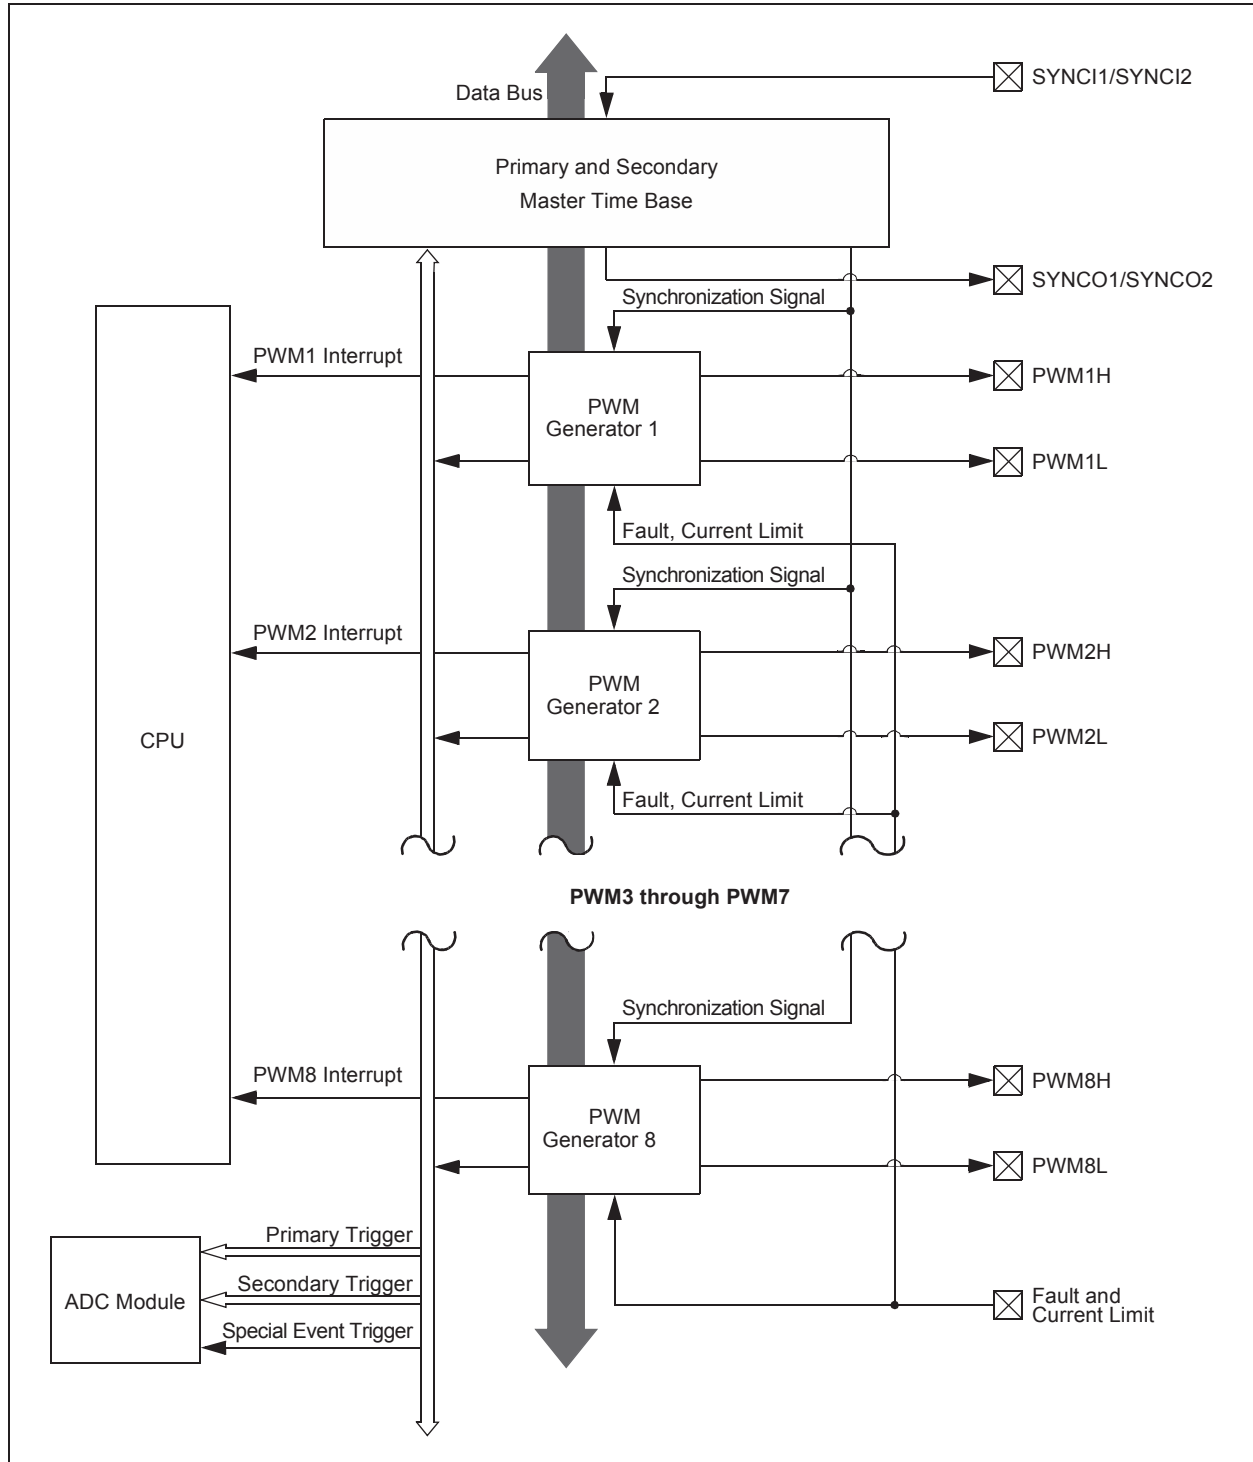 SYNCI1/SYNCI2
Data Bus
Primary and Secondary
Master Time Base
SYNCO1/SYNCO2
Synchronization Signal
PWM1 Interrupt
PWM1H
PWM
Generator 1
PWM1L
Fault, Current Limit
Synchronization Signal
PWM2 Interrupt
PWM2H
PWM
Generator 2
CPU
PWM2L
Fault, Current Limit
PWM3 through PWM7
Synchronization Signal
PWM8 Interrupt
PWM8H
PWM
Generator 8
PWM8L
Primary Trigger
Secondary Trigger
ADC Module
Special Event Trigger
Fault and
Current Limit